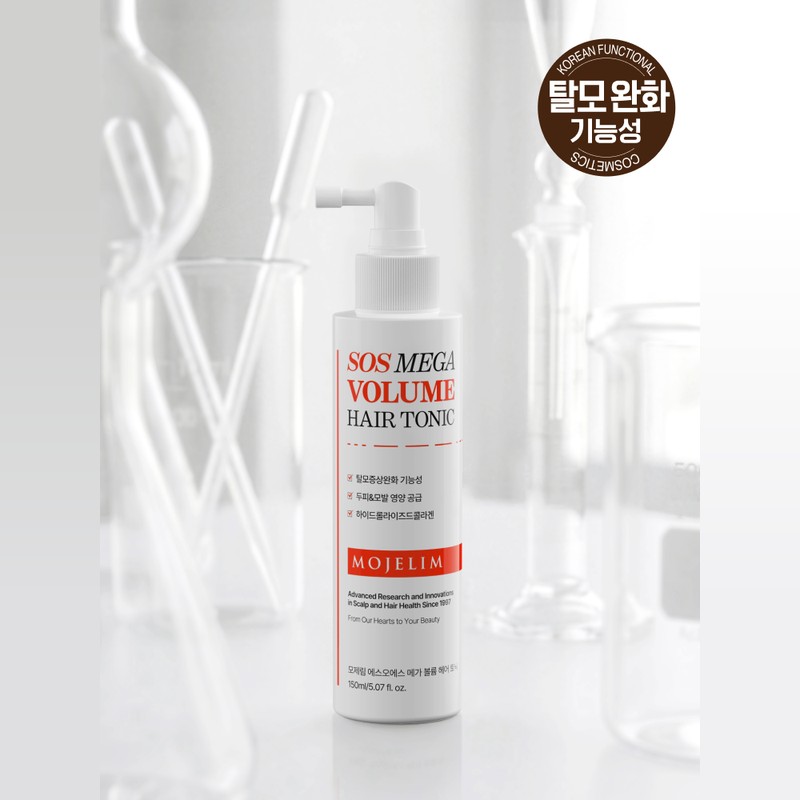 KOREAN FUNCTIONAL
탈모 완화
기능성
COSMETICS
SOS MEGA
VOLUME
HAIR TONIC
탈모증상완화 기능성
두피&모발 영양 공급
하이드롤라이즈드콜라겐
MOJELIM
Advanced Research and Innovations
in Scalp and Hair Health Since 1997
From Our Hearts to Your Beauty
모제림 에스오에스 메가 볼륨 헤어
150ml/5.07 fl. oz.